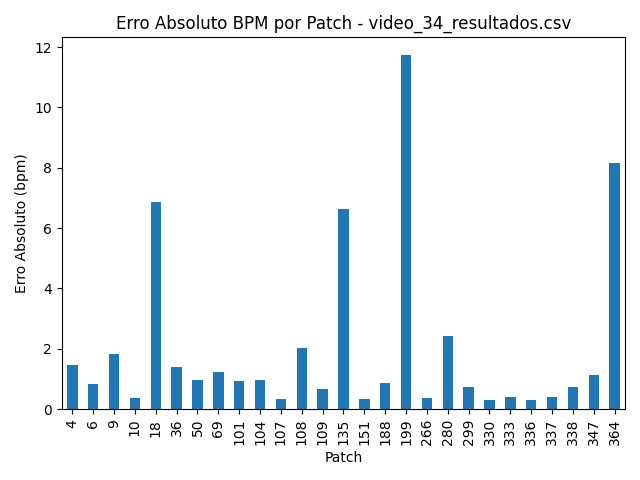 Erro Absoluto BPM por Patch - video_34_resultados.csv
Erro Absoluto (bpm)
12
10
8
6
4
2
0
4 6 9 10 18 36 50 69 101 104 107 108 109 135 151 188 199 266 280 299 330 333 336 337 338 347 364
Patch